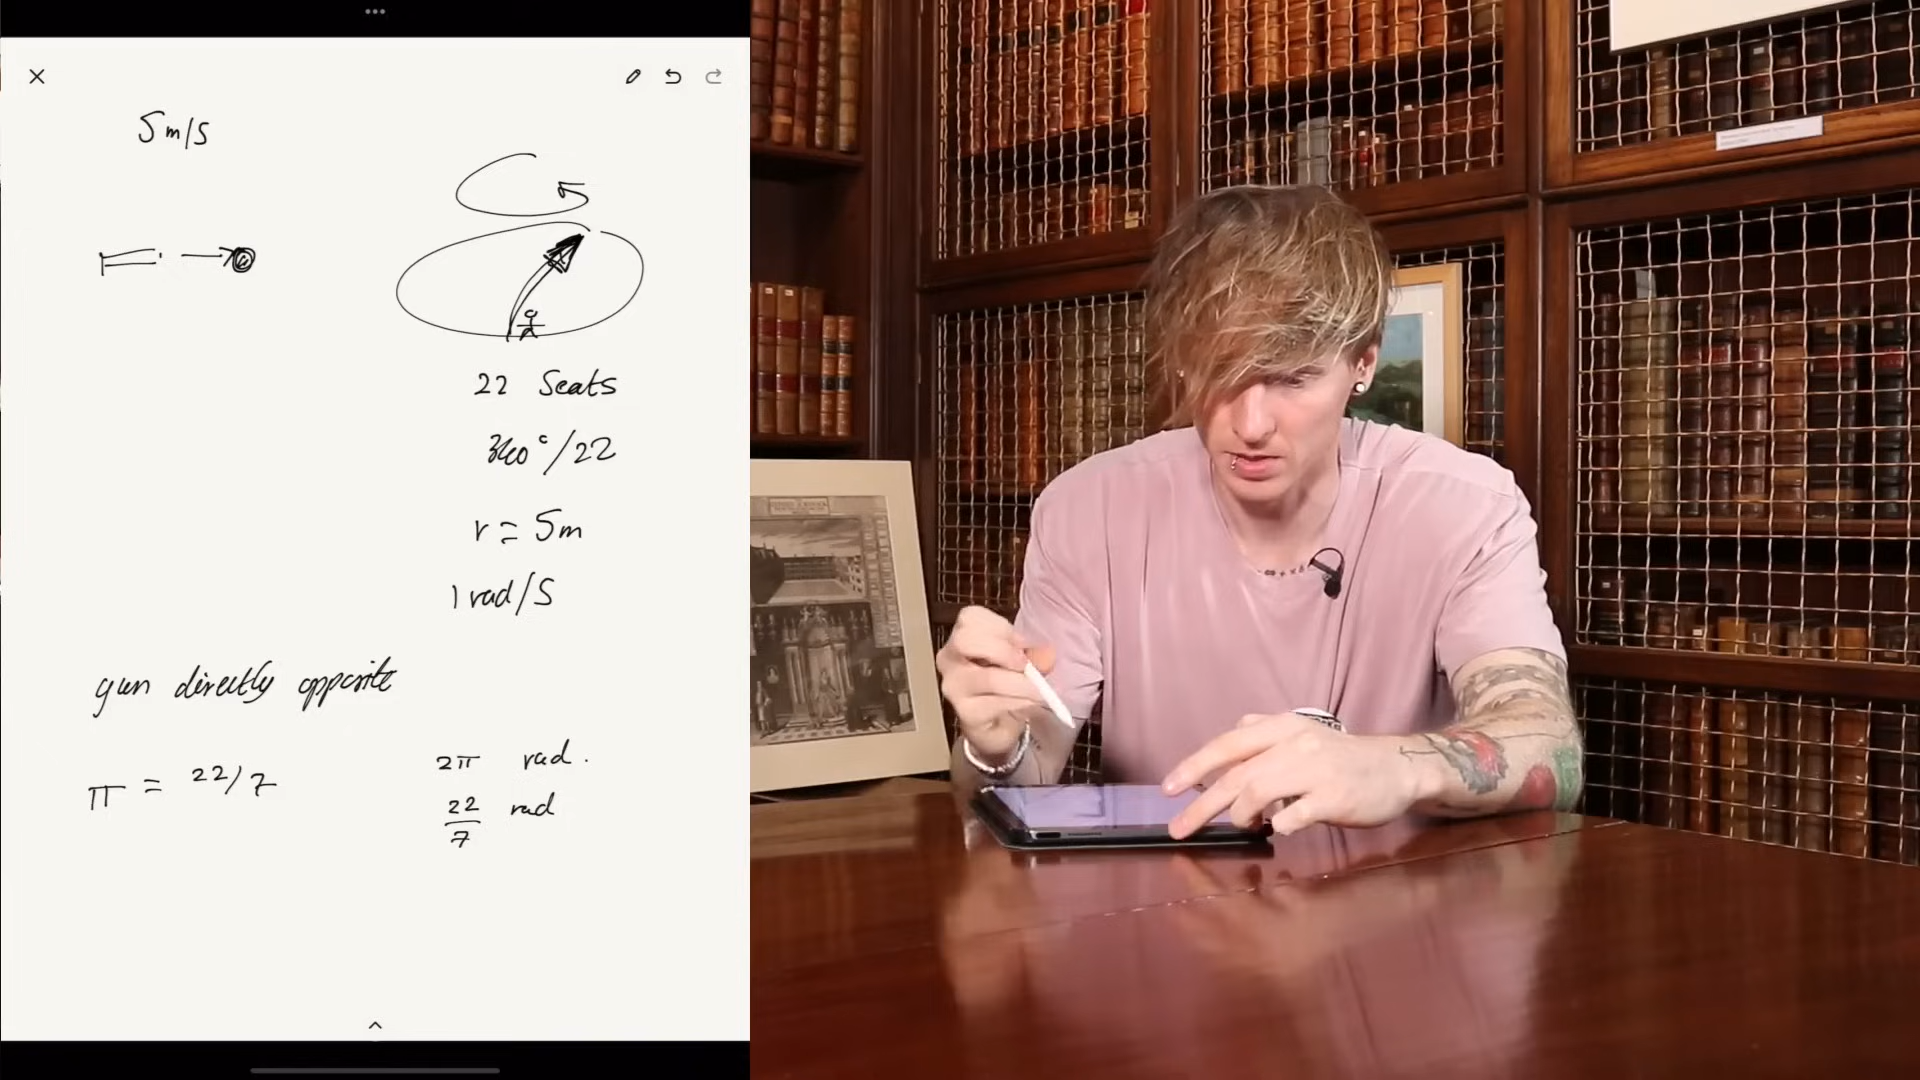 5m/s
22 Seats
360°/22
r = 5m
1 rad/s
gun directly opposite
π = 22/7
2π rad.
22/7 rad